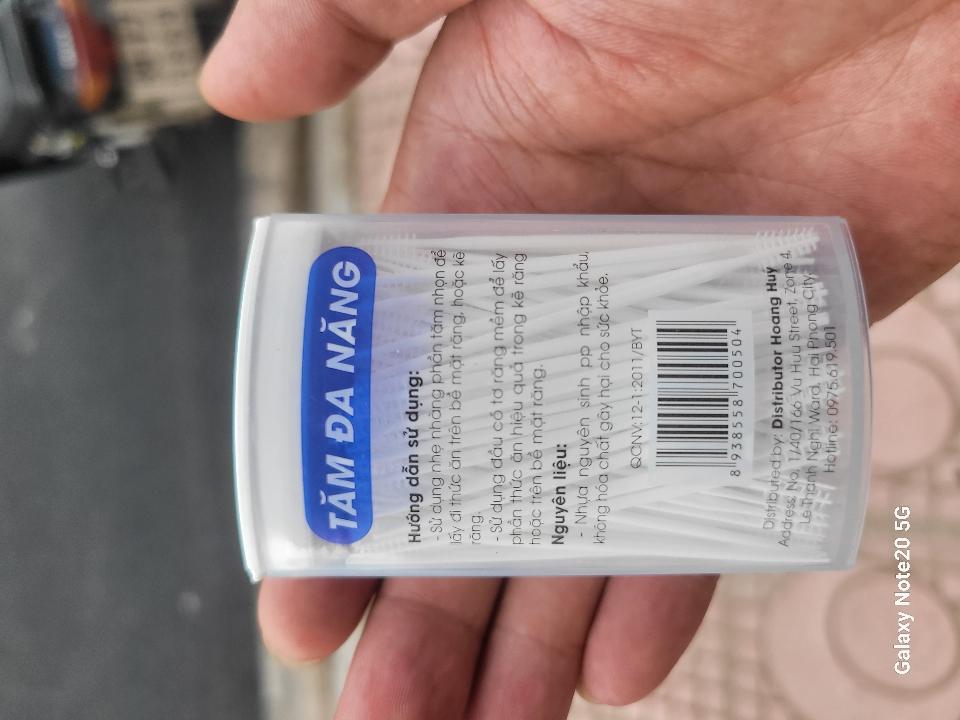 TĂM ĐA NĂNG
Hướng dẫn sử dụng:
- Sử dụng nhẹ nhàng phần tăm nhọn để
lấy đi thức ăn trên bề mặt răng, hoặc kẽ
răng.
- Sử dụng đầu có tơ răng mềm để lấy
phần thức ăn hiệu quả trong kẽ răng
hoặc trên bề mặt răng.
Nguyên liệu:
- Nhựa nguyên sinh pp nhập khẩu,
không hóa chất gây hại cho sức khỏe.
QCNV:12-1:2011/BYT
8 938558 700504
Distributed by: Distributor Hoang Huy
Address: No. 1/40/166 Vu Huu Street, Zone 4,
Le Thanh Nghi Ward, Hai Phong City.
Hotline: 0975.619.501
Galaxy Note20 5G